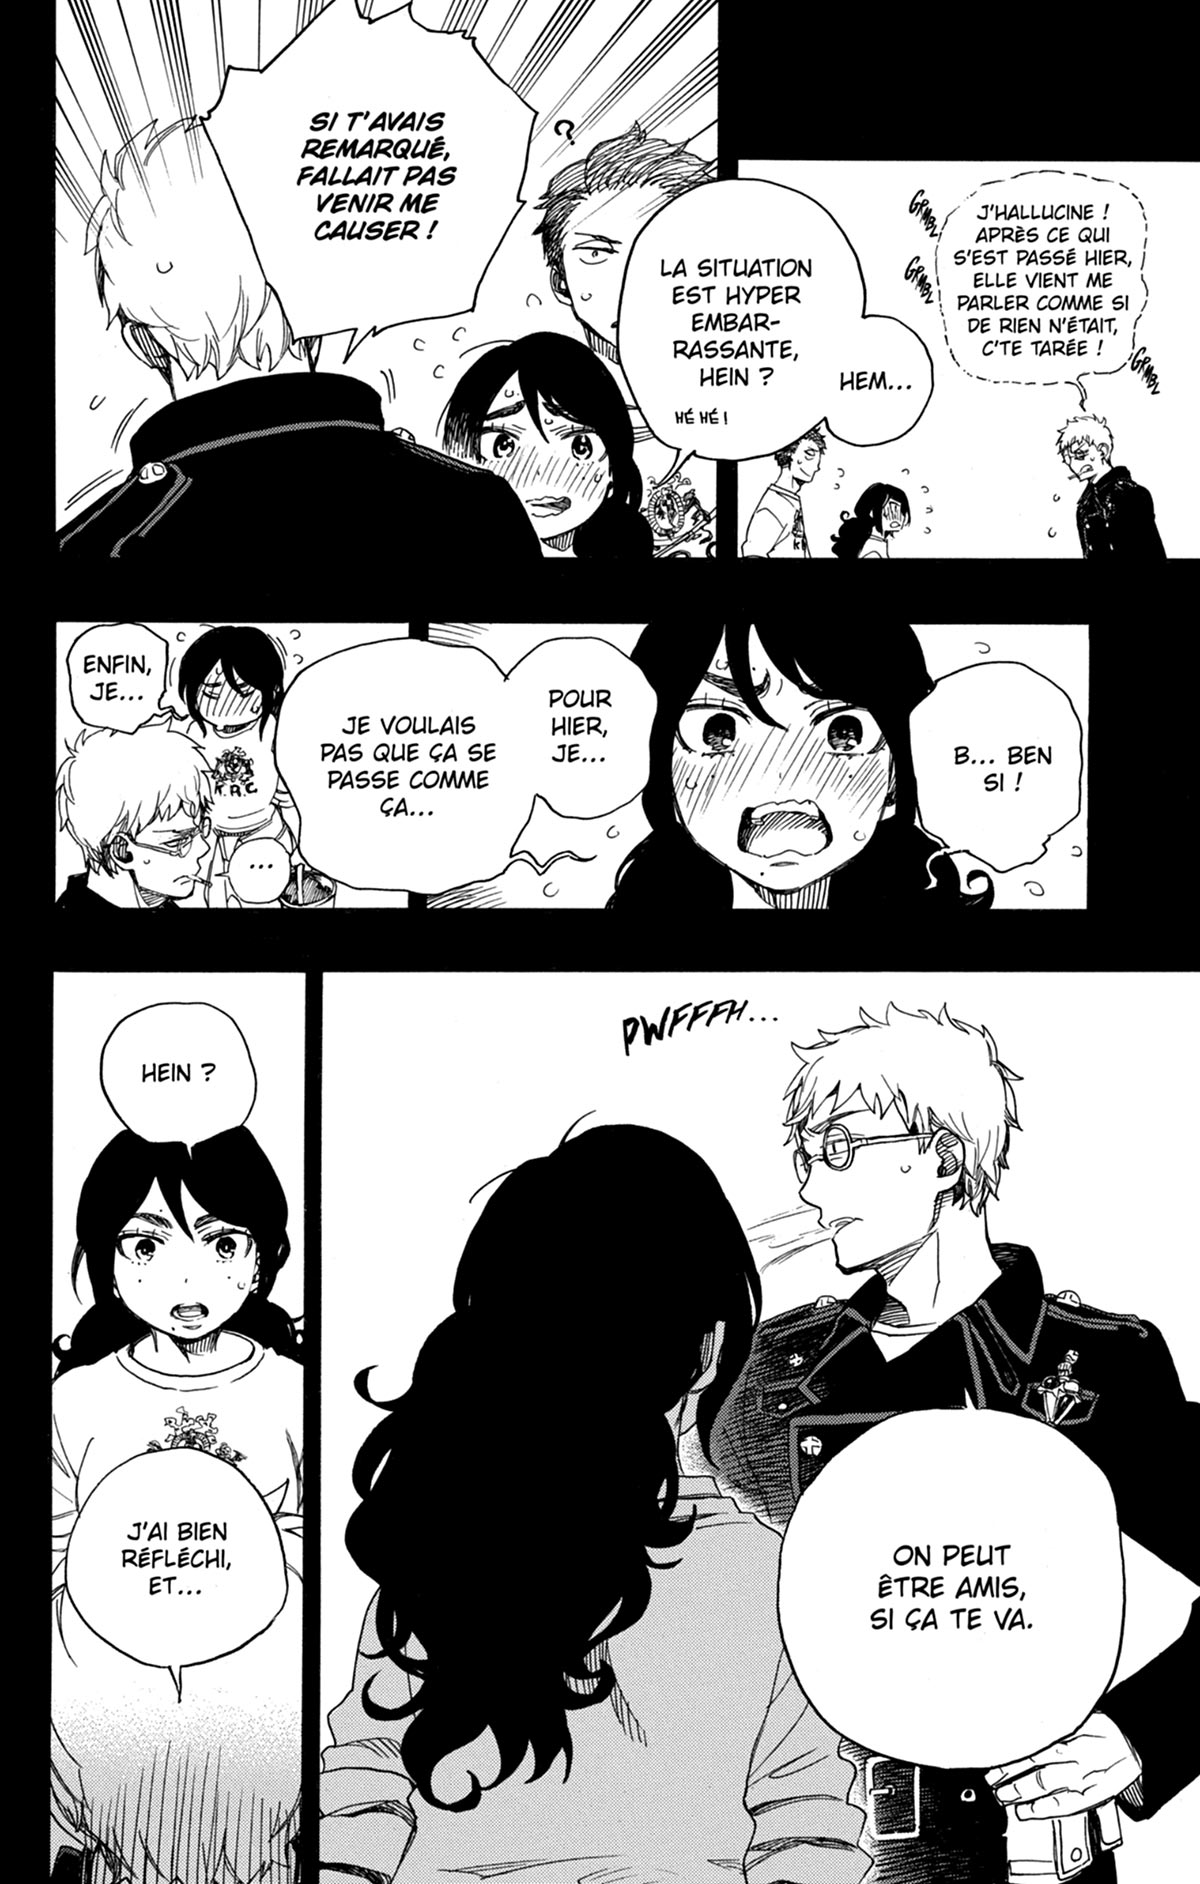 GRMBL
GRMBL
J'HALLUCINE !
APRÈS CE QUI
S'EST PASSÉ HIER,
ELLE VIENT ME
PARLER COMME SI
DE RIEN N'ÉTAIT,
C'TE TARÉE !
GRMBL
HEM...
LA SITUATION
EST HYPER
EMBAR-
RASSANTE,
HEIN ?
HÉ HÉ !
?
SI T'AVAIS
REMARQUÉ,
FALLAIT PAS
VENIR ME
CAUSER !
B... BEN
SI !
POUR
HIER,
JE...
JE VOULAIS
PAS QUE ÇA SE
PASSE COMME
ÇA...
ENFIN,
JE...
K.R.C.
...
PWFFFH...
ON PEUT
ÊTRE AMIS,
SI ÇA TE VA.
HEIN ?
J'AI BIEN
RÉFLÉCHI,
ET...